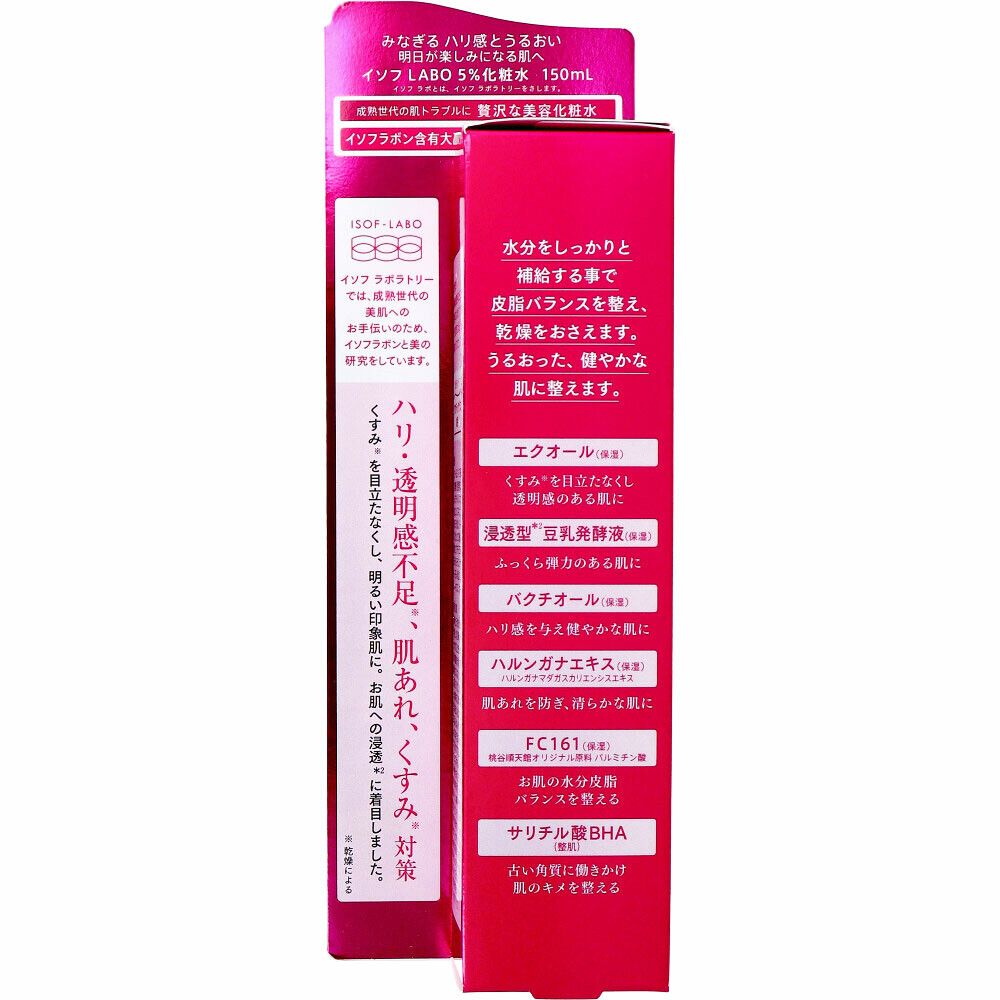 みなぎる ハリ感とうるおい
明日が楽しみになる肌へ
イソフ LABO 5%化粧水 150mL
イソフ ラボとは、イソフ ラボラトリーをさします。
成熟世代の肌トラブルに 贅沢な美容化粧水
イソフラボン含有大
ISOF-LABO
イソフ ラボラトリー
では、成熟世代の
美肌への
お手伝いのため、
イソフラボンと美の
研究をしています。
ハリ・透明感不足※、肌あれ、くすみ※対策
くすみ※を目立たなくし、明るい印象肌に。お肌への浸透*2に着目しました。
※乾燥による
水分をしっかりと
補給する事で
皮脂バランスを整え、
乾燥をおさえます。
うるおった、健やかな
肌に整えます。
エクオール(保湿)
くすみ※を目立たなくし
透明感のある肌に
浸透型*2豆乳発酵液(保湿)
ふっくら弾力のある肌に
バクチオール(保湿)
ハリ感を与え健やかな肌に
ハルンガナエキス(保湿)
ハルンガナマダガスカリエンシスエキス
肌あれを防ぎ、清らかな肌に
FC161(保湿)
桃谷順天館オリジナル原料 パルミチン酸
お肌の水分皮脂
バランスを整える
サリチル酸BHA
(整肌)
古い角質に働きかけ
肌のキメを整える